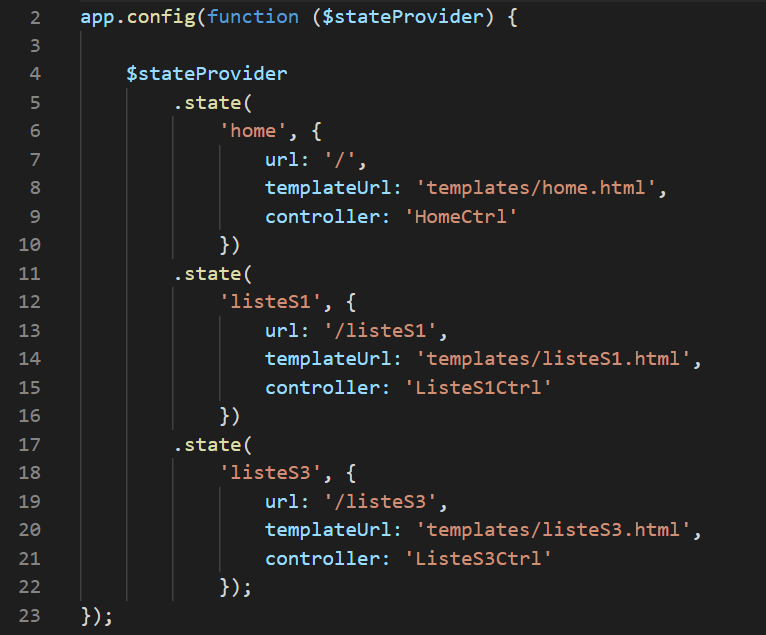 2 app.config(function ($stateProvider) {
3
4 $stateProvider
5 .state(
6 'home', {
7 url: '/',
8 templateUrl: 'templates/home.html',
9 controller: 'HomeCtrl'
10 })
11 .state(
12 'listeS1', {
13 url: '/listeS1',
14 templateUrl: 'templates/listeS1.html',
15 controller: 'ListeS1Ctrl'
16 })
17 .state(
18 'listeS3', {
19 url: '/listeS3',
20 templateUrl: 'templates/listeS3.html',
21 controller: 'ListeS3Ctrl'
22 });
23 });